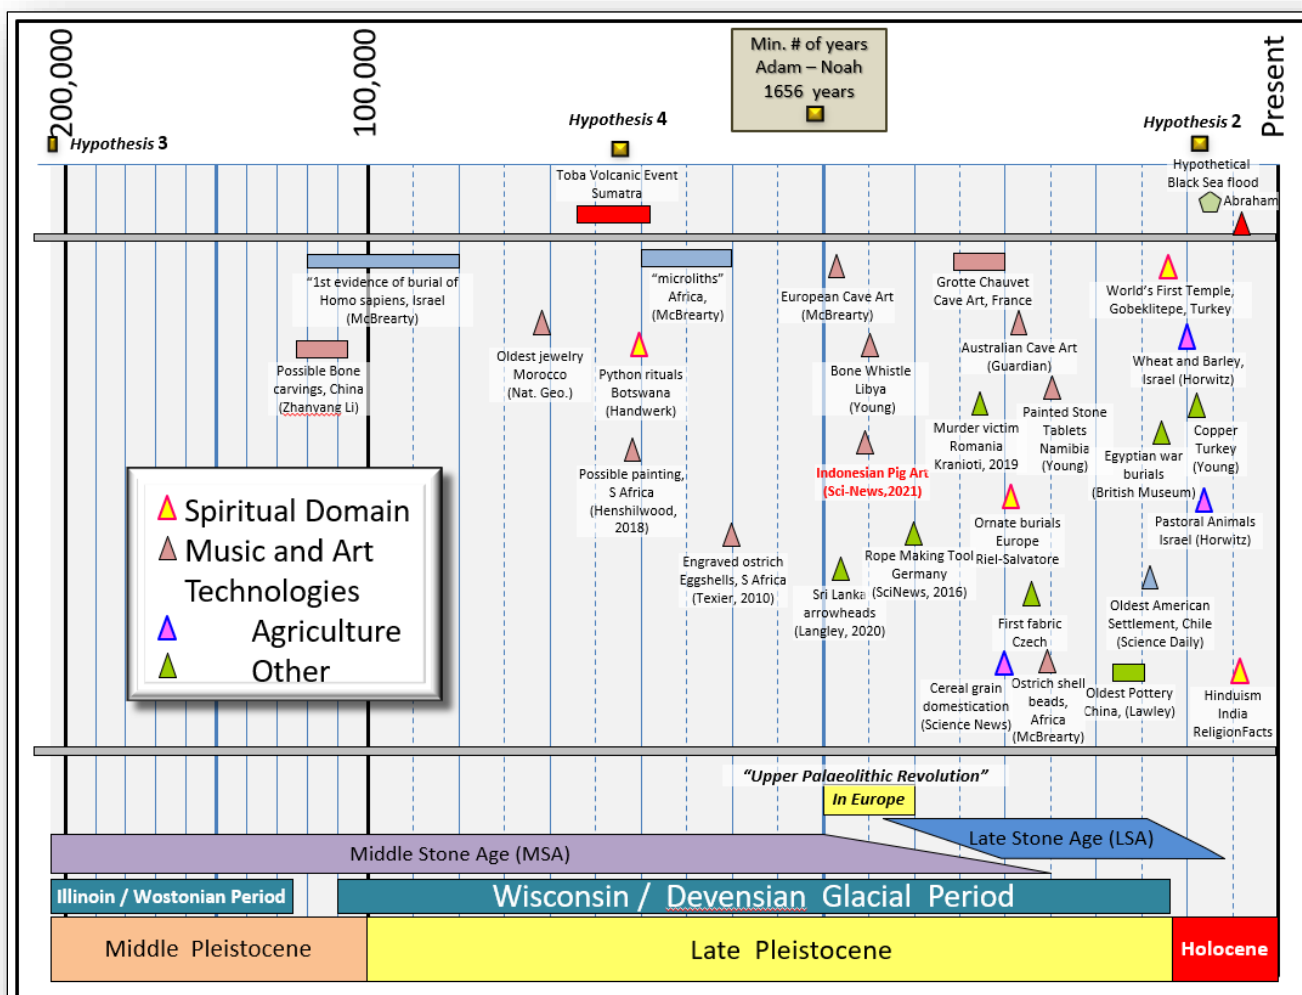 200,000
100,000
Present
Min. # of years
Adam – Noah
1656 years
Hypothesis 3
Hypothesis 4
Hypothesis 2
Toba Volcanic Event
Sumatra
Hypothetical
Black Sea flood
Abraham
"1st evidence of burial of
Homo sapiens, Israel
(McBrearty)
"microliths"
Africa,
(McBrearty)
European Cave Art
(McBrearty)
Grotte Chauvet
Cave Art, France
World's First Temple,
Gobeklitepe, Turkey
Possible Bone
carvings, China
(Zhanyang Li)
Oldest jewelry
Morocco
(Nat. Geo.)
Python rituals
Botswana
(Handwerk)
Bone Whistle
Libya
(Young)
Australian Cave Art
(Guardian)
Wheat and Barley,
Israel (Horwitz)
Murder victim
Romania
Kranioti, 2019
Painted Stone
Tablets
Namibia
(Young)
Copper
Turkey
(Young)
Egyptian war
burials
(British Museum)
Possible painting,
S Africa
(Henshilwood,
2018)
Indonesian Pig Art
(Sci-News,2021)
Ornate burials
Europe
Riel-Salvatore
Pastoral Animals
Israel (Horwitz)
Engraved ostrich
Eggshells, S Africa
(Texier, 2010)
Sri Lanka
arrowheads
(Langley, 2020)
Rope Making Tool
Germany
(SciNews, 2016)
First fabric
Czech
Oldest American
Settlement, Chile
(Science Daily)
Cereal grain
domestication
(Science News)
Ostrich shell
beads,
Africa
(McBrearty)
Oldest Pottery
China, (Lawley)
Hinduism
India
ReligionFacts
Spiritual Domain
Music and Art
Technologies
Agriculture
Other
"Upper Palaeolithic Revolution"
In Europe
Middle Stone Age (MSA)
Late Stone Age (LSA)
Illinoin / Wostonian Period
Wisconsin / Devensian Glacial Period
Middle Pleistocene
Late Pleistocene
Holocene